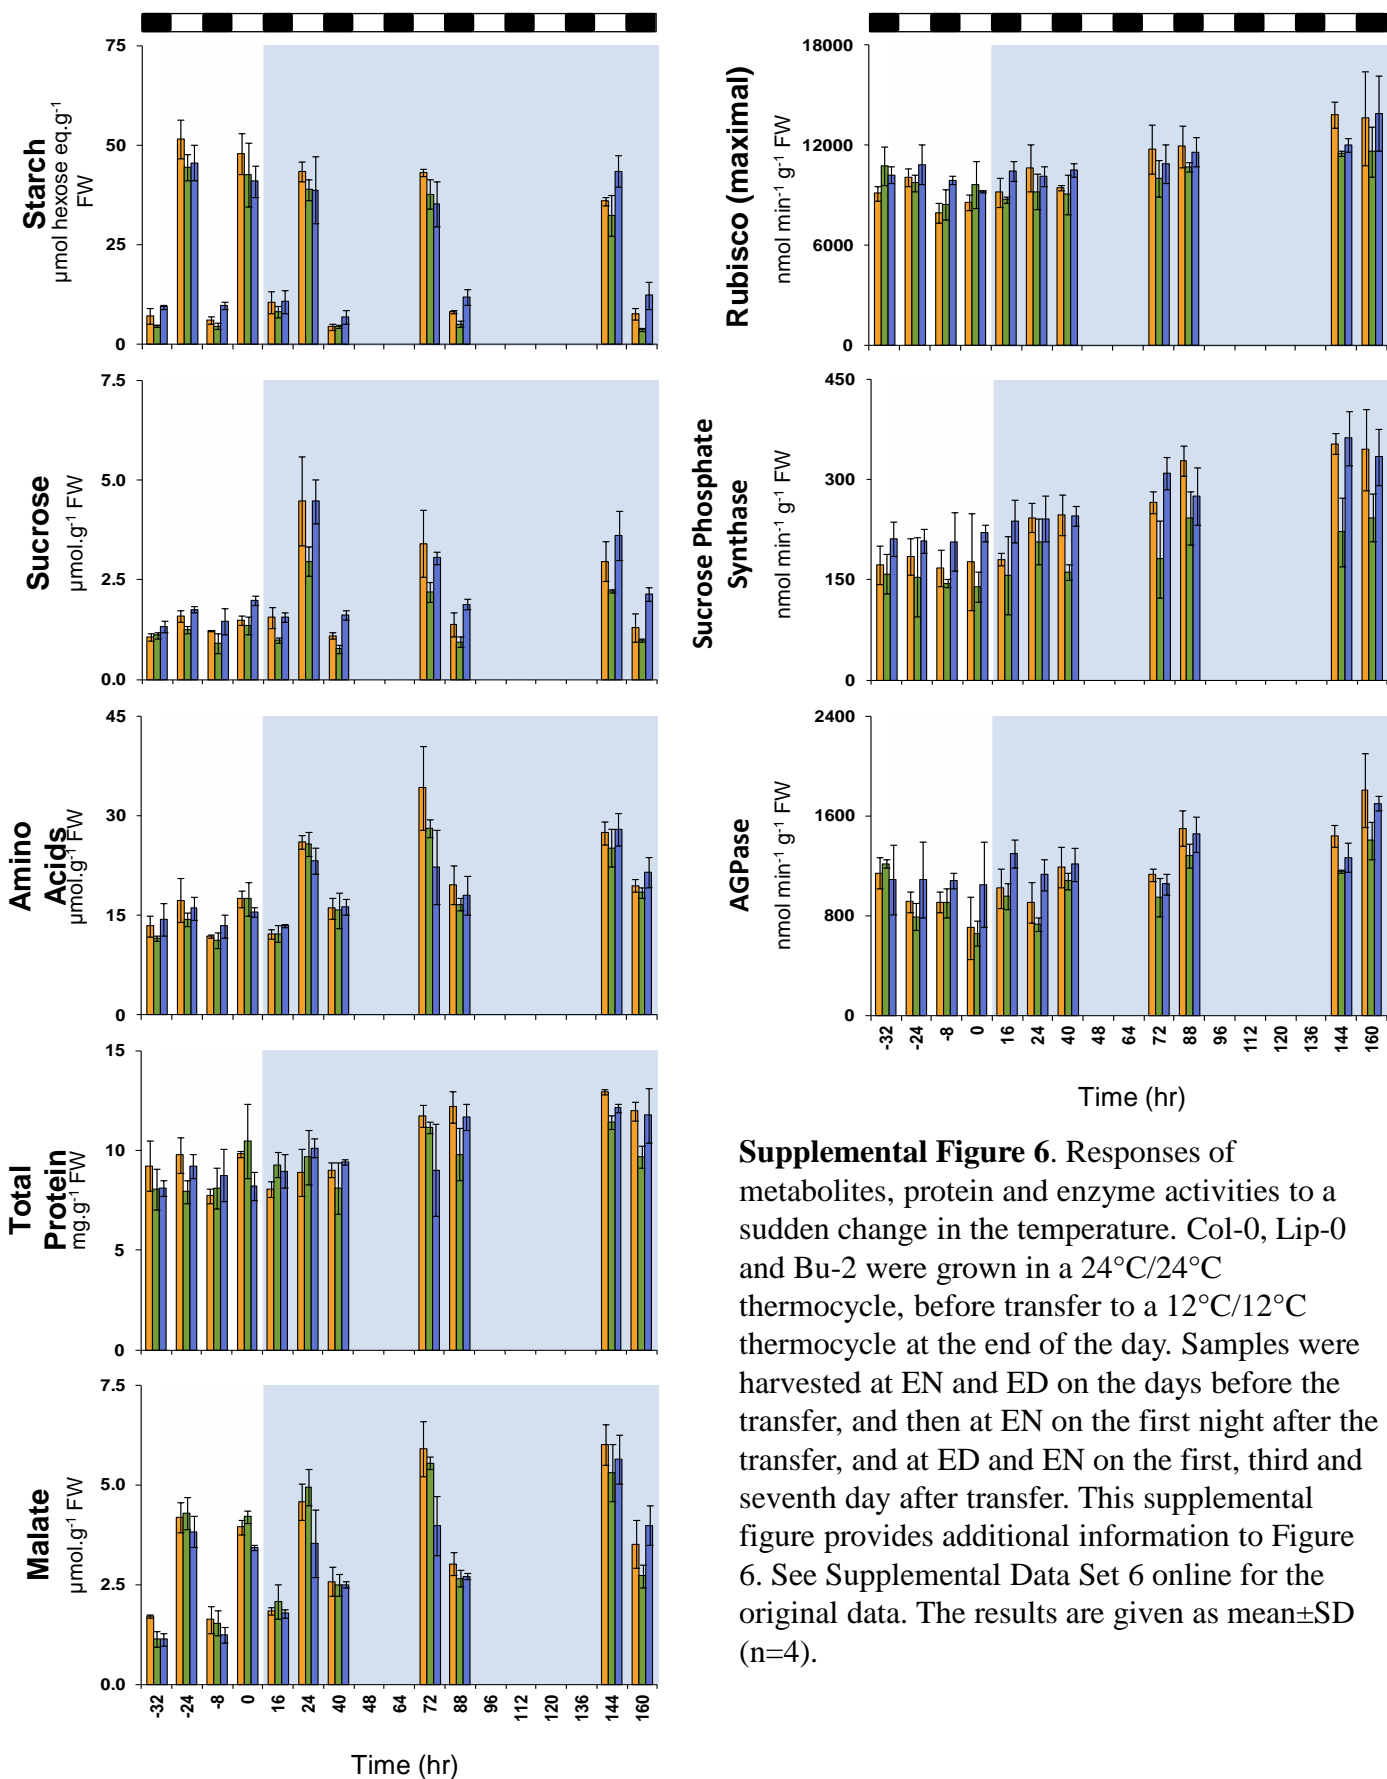 75
50
25
0
Starch
µmol hexose eq.g-1
FW
7.5
5.0
2.5
0.0
Sucrose
µmol.g-1 FW
45
30
15
0
Amino
Acids
µmol.g-1 FW
15
10
5
0
Total
Protein
mg.g-1 FW
7.5
5.0
2.5
0.0
Malate
µmol.g-1 FW
-32 -24 -8 0 16 24 40 48 64 72 88 96 112 120 136 144 160
Time (hr)
18000
12000
6000
0
Rubisco (maximal)
nmol min-1 g-1 FW
450
300
150
0
Sucrose Phosphate
Synthase
nmol min-1 g-1 FW
2400
1600
800
0
AGPase
nmol min-1 g-1 FW
-32 -24 -8 0 16 24 40 48 64 72 88 96 112 120 136 144 160
Time (hr)
Supplemental Figure 6. Responses of
metabolites, protein and enzyme activities to a
sudden change in the temperature. Col-0, Lip-0
and Bu-2 were grown in a 24°C/24°C
thermocycle, before transfer to a 12°C/12°C
thermocycle at the end of the day. Samples were
harvested at EN and ED on the days before the
transfer, and then at EN on the first night after the
transfer, and at ED and EN on the first, third and
seventh day after transfer. This supplemental
figure provides additional information to Figure
6. See Supplemental Data Set 6 online for the
original data. The results are given as mean±SD
(n=4).